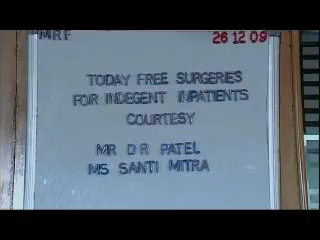 MRF 26 12 09
TODAY FREE SURGERIES
FOR INDEGENT INPATIENTS
COURTESY
MR D R PATEL
MS SANTI MITRA